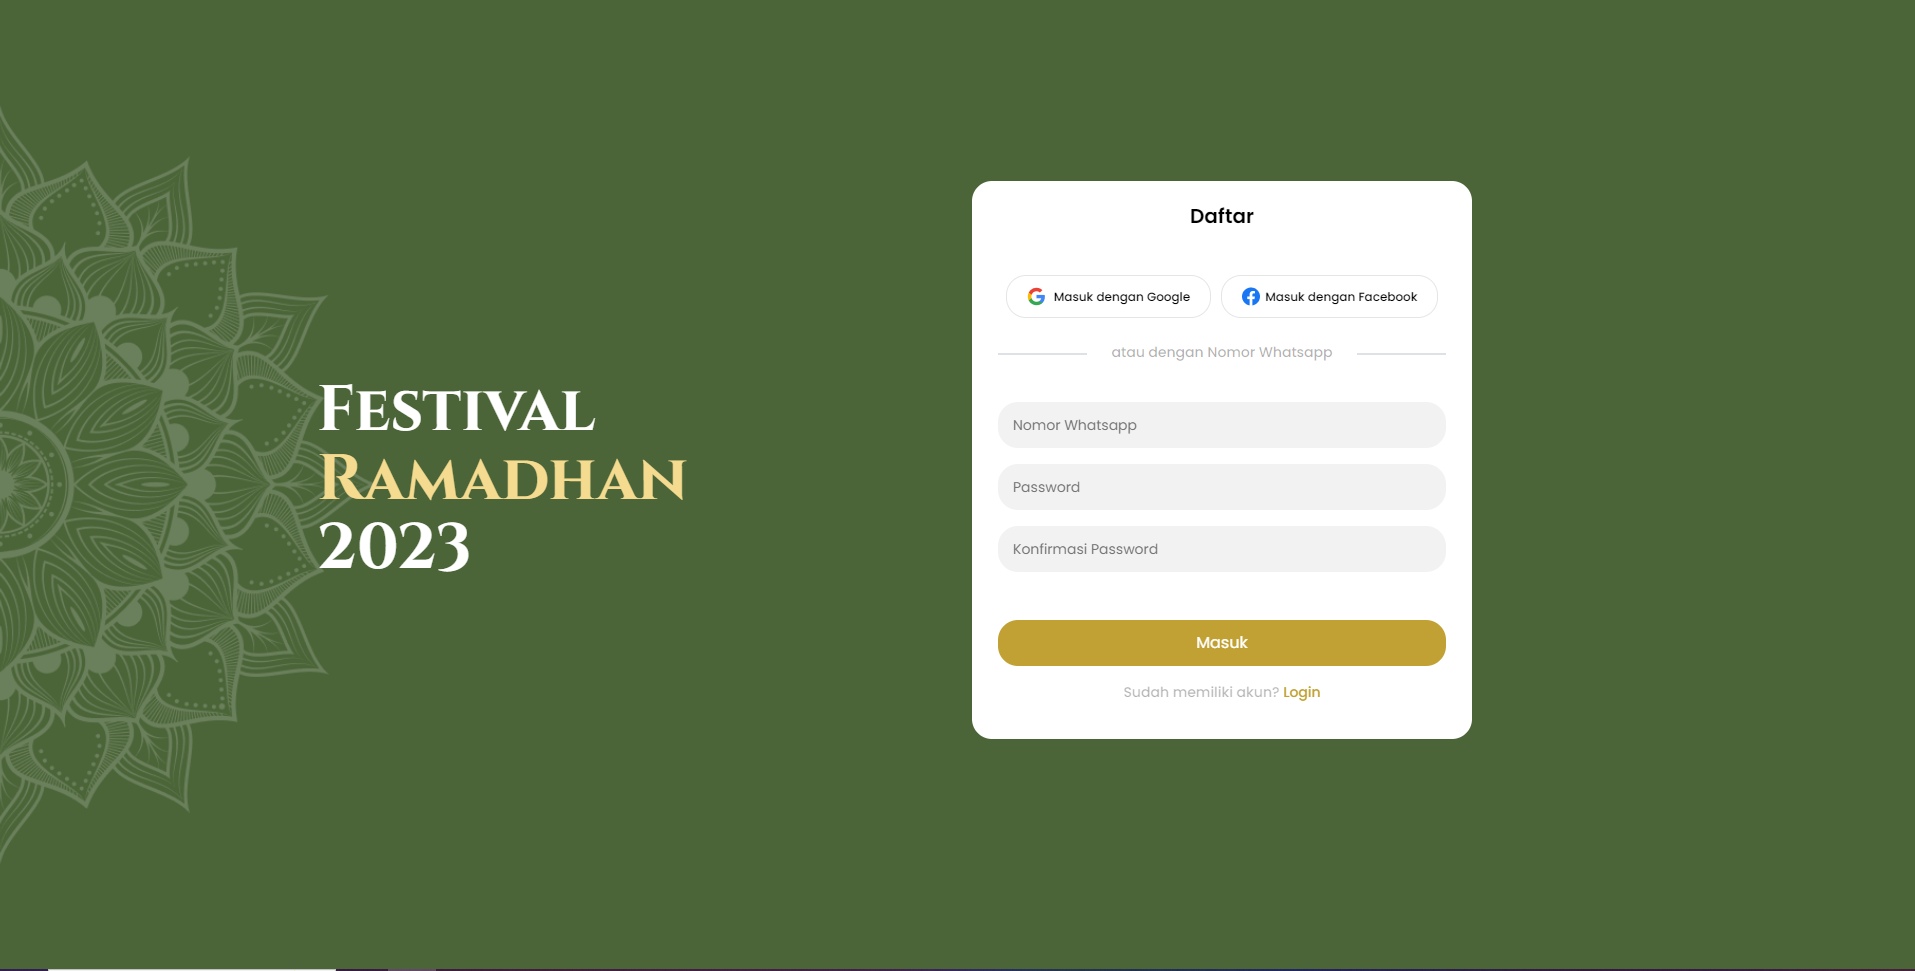 Festival
Ramadhan
2023
Daftar
Masuk dengan Google
Masuk dengan Facebook
atau dengan Nomor Whatsapp
Nomor Whatsapp
Password
Konfirmasi Password
Masuk
Sudah memiliki akun? Login